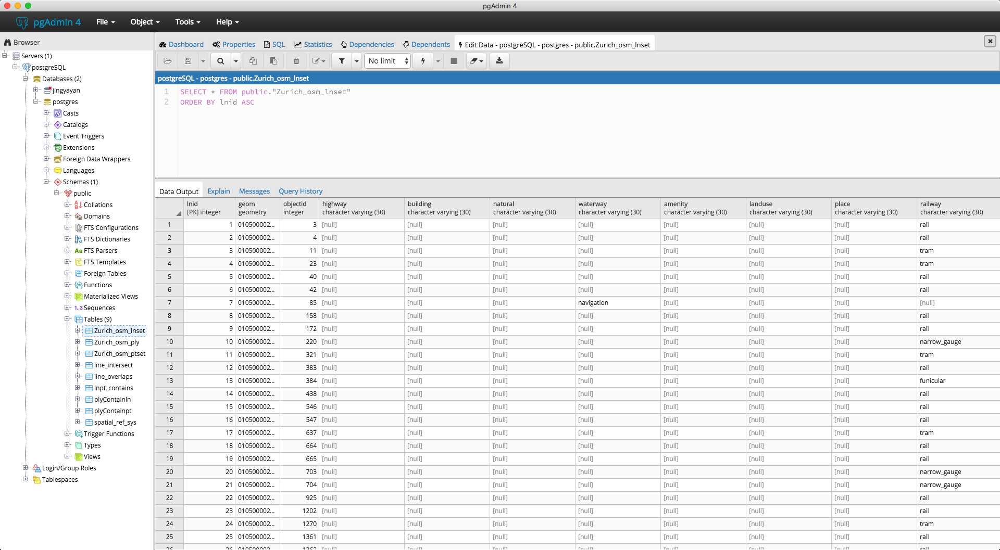 pgAdmin 4
pgAdmin 4 File Object Tools Help
Browser
Servers (1)
postgreSQL
Databases (2)
jingyayan
postgres
Casts
Catalogs
Event Triggers
Extensions
Foreign Data Wrappers
Languages
Schemas (1)
public
Collations
Domains
FTS Configurations
FTS Dictionaries
Aa FTS Parsers
FTS Templates
Foreign Tables
Functions
Materialized Views
1..3 Sequences
Tables (9)
Zurich_osm_lnset
Zurich_osm_ply
Zurich_osm_ptset
line_intersect
line_overlaps
lnpt_contains
plyContainln
plyContainpt
spatial_ref_sys
Trigger Functions
Types
Views
Login/Group Roles
Tablespaces
Dashboard Properties SQL Statistics Dependencies Dependents Edit Data - postgreSQL - postgres - public.Zurich_osm_lnset
No limit
postgreSQL - postgres - public.Zurich_osm_lnset
1 SELECT * FROM public."Zurich_osm_lnset"
2 ORDER BY lnid ASC
Data Output Explain Messages Query History
lnid geom objectid highway building natural waterway amenity landuse place railway
[PK] integer geometry integer character varying (30) character varying (30) character varying (30) character varying (30) character varying (30) character varying (30) character varying (30) character varying (30)
1 1 010500002... 3 [null] [null] [null] [null] [null] [null] [null] rail
2 2 010500002... 4 [null] [null] [null] [null] [null] [null] [null] rail
3 3 010500002... 11 [null] [null] [null] [null] [null] [null] [null] tram
4 4 010500002... 23 [null] [null] [null] [null] [null] [null] [null] tram
5 5 010500002... 40 [null] [null] [null] [null] [null] [null] [null] rail
6 6 010500002... 42 [null] [null] [null] [null] [null] [null] [null] rail
7 7 010500002... 85 [null] [null] [null] navigation [null] [null] [null] [null]
8 8 010500002... 158 [null] [null] [null] [null] [null] [null] [null] rail
9 9 010500002... 172 [null] [null] [null] [null] [null] [null] [null] rail
10 10 010500002... 220 [null] [null] [null] [null] [null] [null] [null] narrow_gauge
11 11 010500002... 321 [null] [null] [null] [null] [null] [null] [null] tram
12 12 010500002... 383 [null] [null] [null] [null] [null] [null] [null] rail
13 13 010500002... 384 [null] [null] [null] [null] [null] [null] [null] funicular
14 14 010500002... 438 [null] [null] [null] [null] [null] [null] [null] rail
15 15 010500002... 546 [null] [null] [null] [null] [null] [null] [null] rail
16 16 010500002... 547 [null] [null] [null] [null] [null] [null] [null] rail
17 17 010500002... 637 [null] [null] [null] [null] [null] [null] [null] tram
18 18 010500002... 664 [null] [null] [null] [null] [null] [null] [null] rail
19 19 010500002... 665 [null] [null] [null] [null] [null] [null] [null] rail
20 20 010500002... 703 [null] [null] [null] [null] [null] [null] [null] narrow_gauge
21 21 010500002... 704 [null] [null] [null] [null] [null] [null] [null] narrow_gauge
22 22 010500002... 925 [null] [null] [null] [null] [null] [null] [null] rail
23 23 010500002... 1202 [null] [null] [null] [null] [null] [null] [null] rail
24 24 010500002... 1270 [null] [null] [null] [null] [null] [null] [null] tram
25 25 010500002... 1361 [null] [null] [null] [null] [null] [null] [null] rail